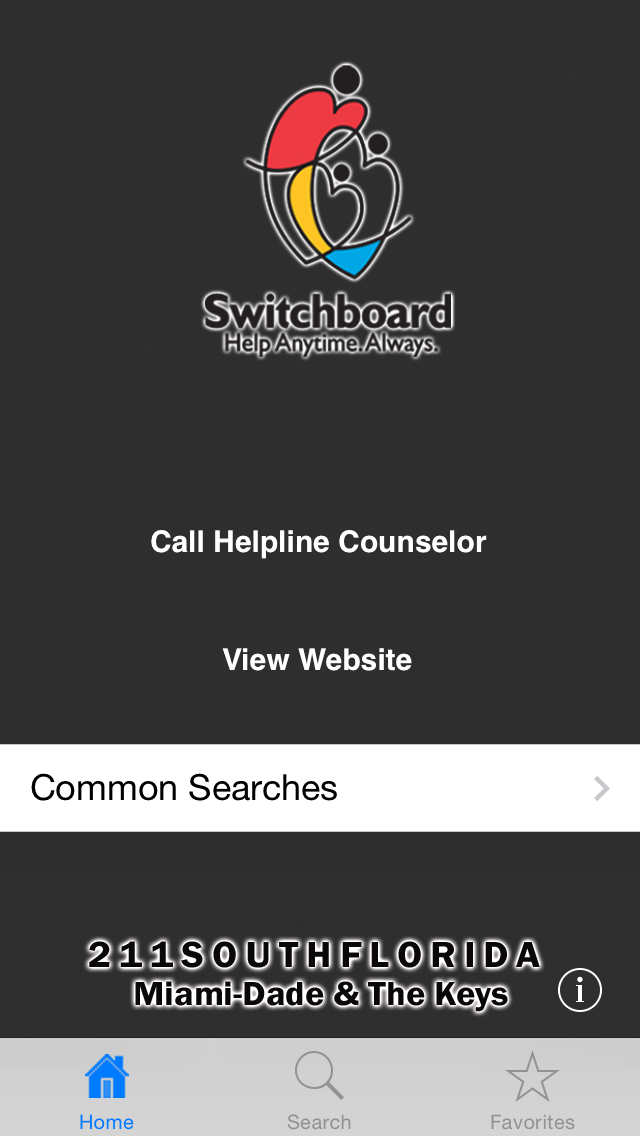 Switchboard
Help Anytime.Always.
Call Helpline Counselor
View Website
Common Searches
211SOUTHFLORIDA
Miami-Dade & The Keys
i
Home
Search
Favorites